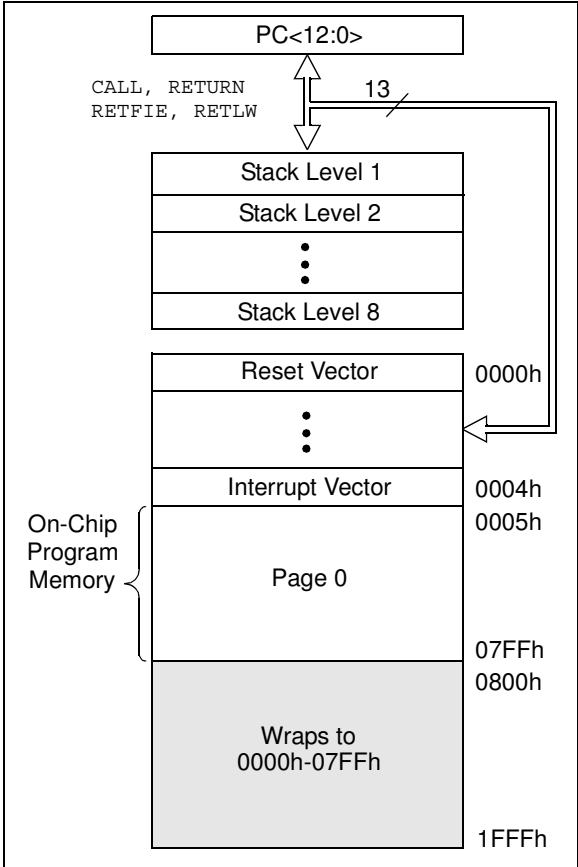 PC<12:0>
CALL, RETURN
RETFIE, RETLW
13
Stack Level 1
Stack Level 2
Stack Level 8
Reset Vector
0000h
Interrupt Vector
0004h
0005h
On-Chip
Program
Memory
Page 0
07FFh
0800h
Wraps to
0000h-07FFh
1FFFh